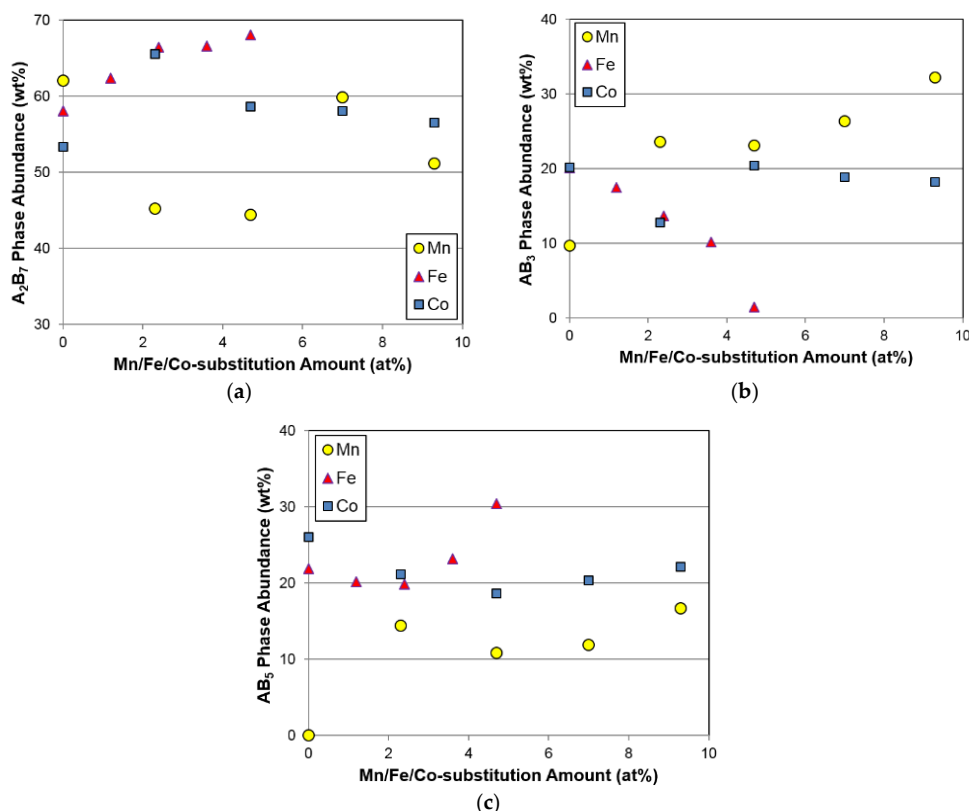 A₂B₇ Phase Abundance (wt%)
70
60
50
40
30
0
2
4
6
8
10
Mn
Fe
Co
Mn/Fe/Co-substitution Amount (at%)
(a)
AB₃ Phase Abundance (wt%)
40
30
20
10
0
0
2
4
6
8
10
Mn
Fe
Co
Mn/Fe/Co-substitution Amount (at%)
(b)
AB₅ Phase Abundance (wt%)
40
30
20
10
0
0
2
4
6
8
10
Mn
Fe
Co
Mn/Fe/Co-substitution Amount (at%)
(c)